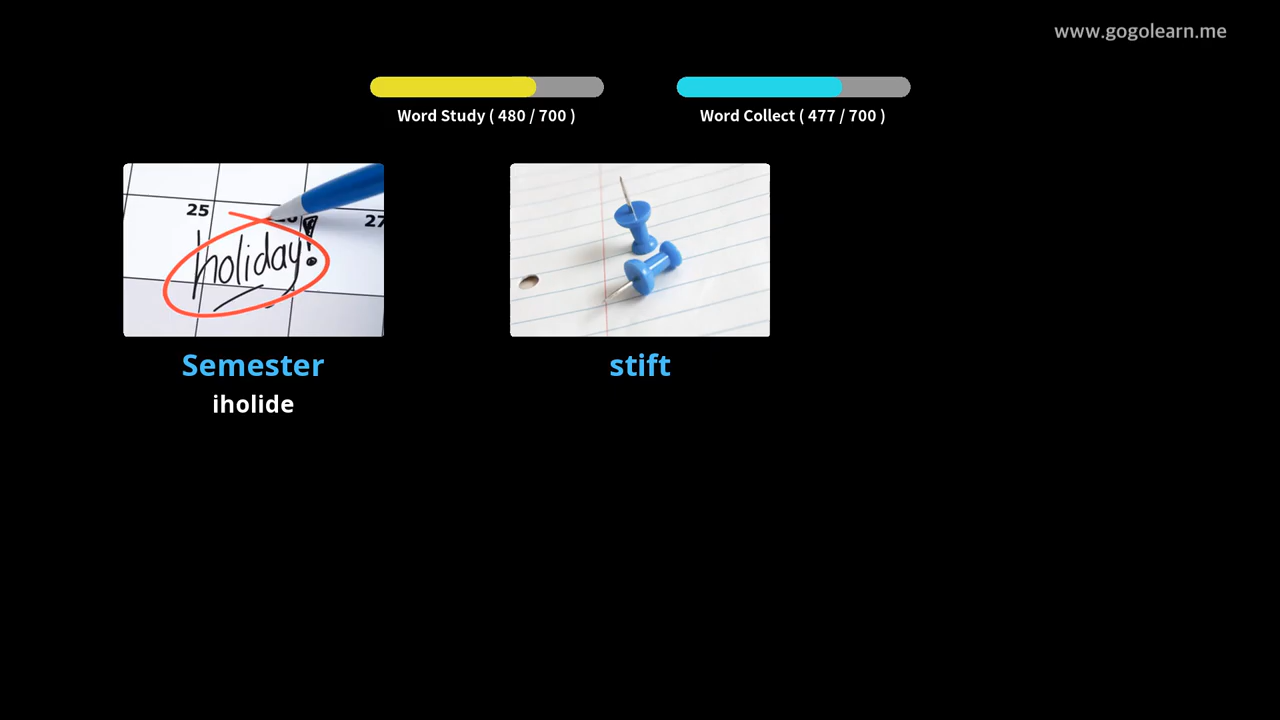 www.gogolearn.me
Word Study ( 480 / 700 )
Word Collect ( 477 / 700 )
25
27
holiday!
Semester
stift
iholide